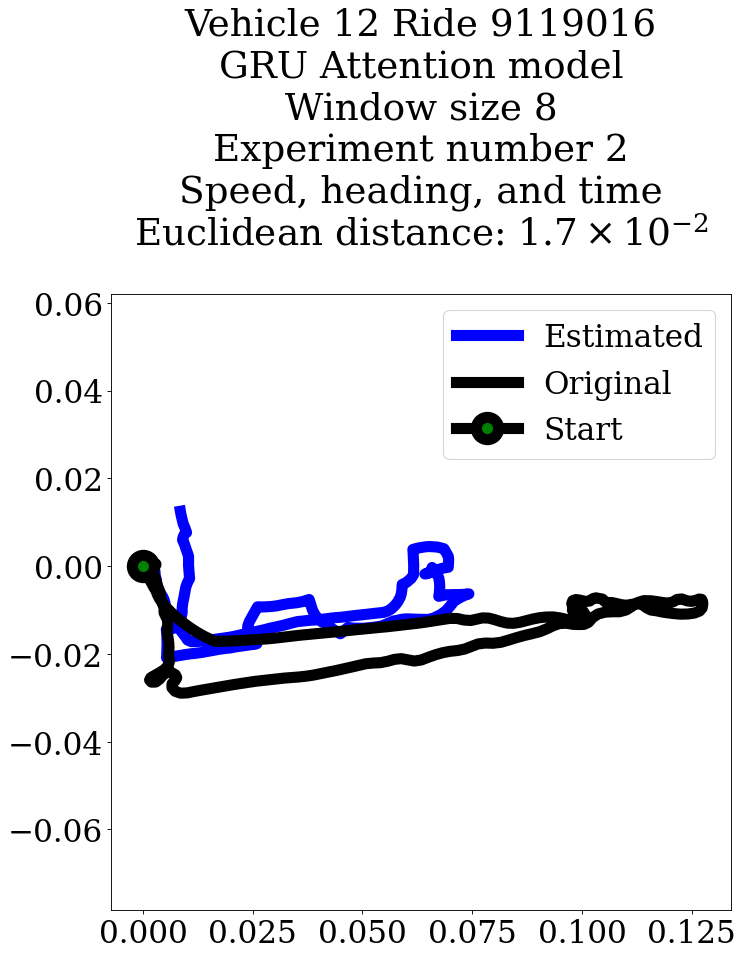 Vehicle 12 Ride 9119016
GRU Attention model
Window size 8
Experiment number 2
Speed, heading, and time
Euclidean distance: 1.7 × 10⁻²
Estimated
Original
Start
0.06
0.04
0.02
0.00
−0.02
−0.04
−0.06
0.000 0.025 0.050 0.075 0.100 0.125